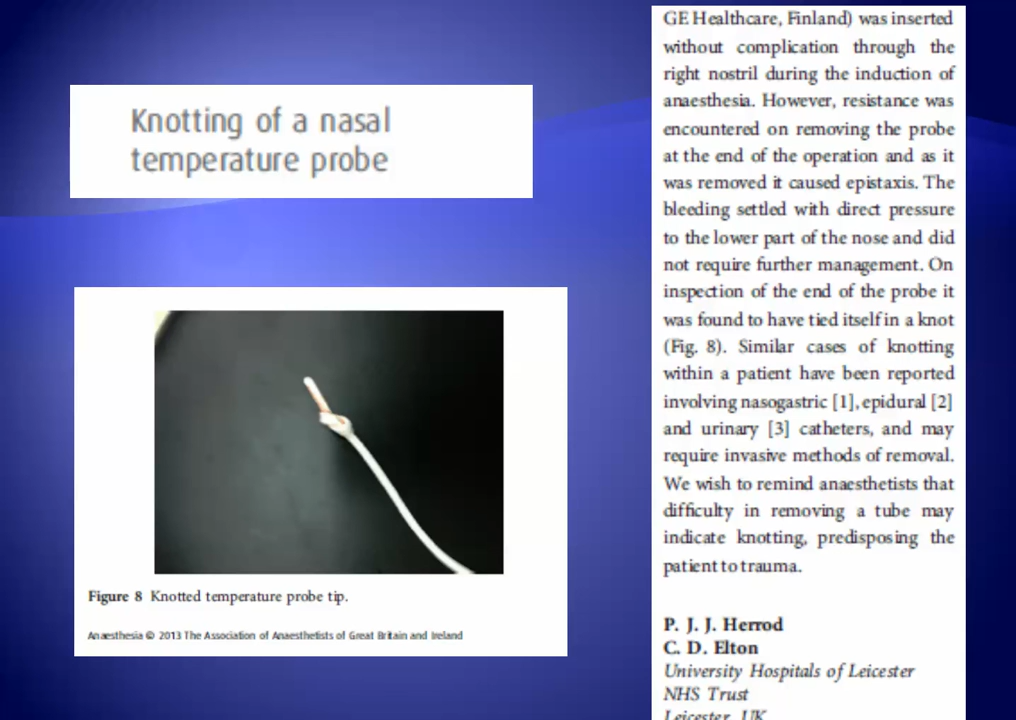 Knotting of a nasal
temperature probe
Figure 8 Knotted temperature probe tip.
Anaesthesia © 2013 The Association of Anaesthetists of Great Britain and Ireland
GE Healthcare, Finland) was inserted
without complication through the
right nostril during the induction of
anaesthesia. However, resistance was
encountered on removing the probe
at the end of the operation and as it
was removed it caused epistaxis. The
bleeding settled with direct pressure
to the lower part of the nose and did
not require further management. On
inspection of the end of the probe it
was found to have tied itself in a knot
(Fig. 8). Similar cases of knotting
within a patient have been reported
involving nasogastric [1], epidural [2]
and urinary [3] catheters, and may
require invasive methods of removal.
We wish to remind anaesthetists that
difficulty in removing a tube may
indicate knotting, predisposing the
patient to trauma.
P. J. J. Herrod
C. D. Elton
University Hospitals of Leicester
NHS Trust
Leicester, UK